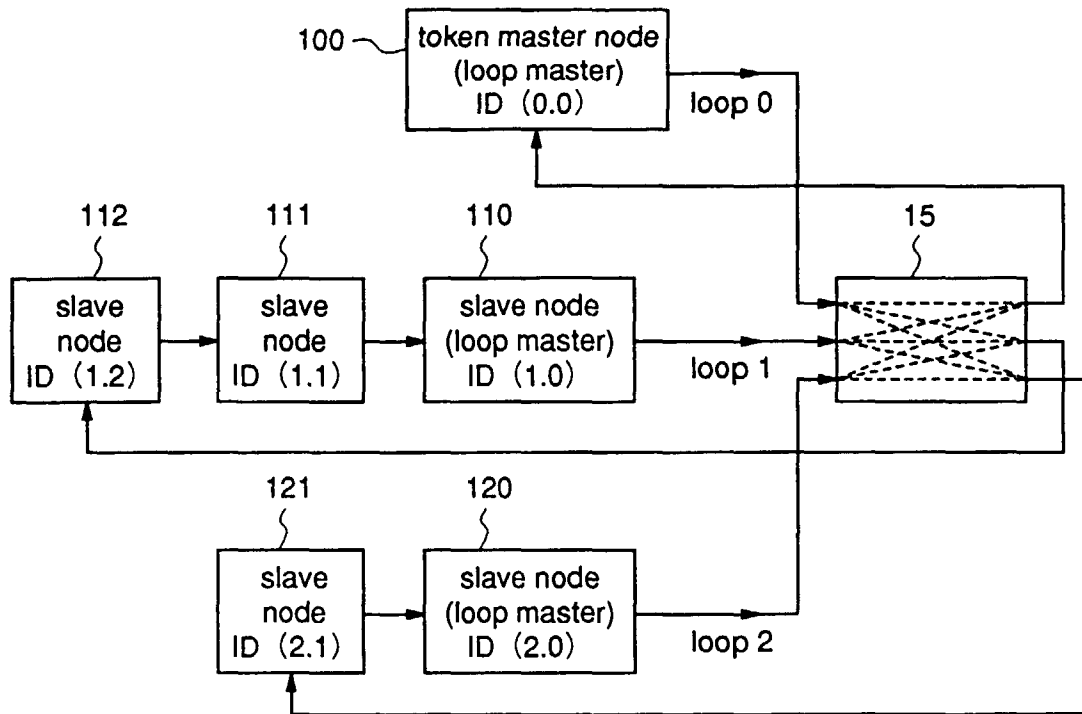 100
token master node
(loop master)
ID (0.0)
loop 0
112
111
110
15
slave
node
ID (1.2)
slave
node
ID (1.1)
slave node
(loop master)
ID (1.0)
loop 1
121
120
slave
node
ID (2.1)
slave node
(loop master)
ID (2.0)
loop 2